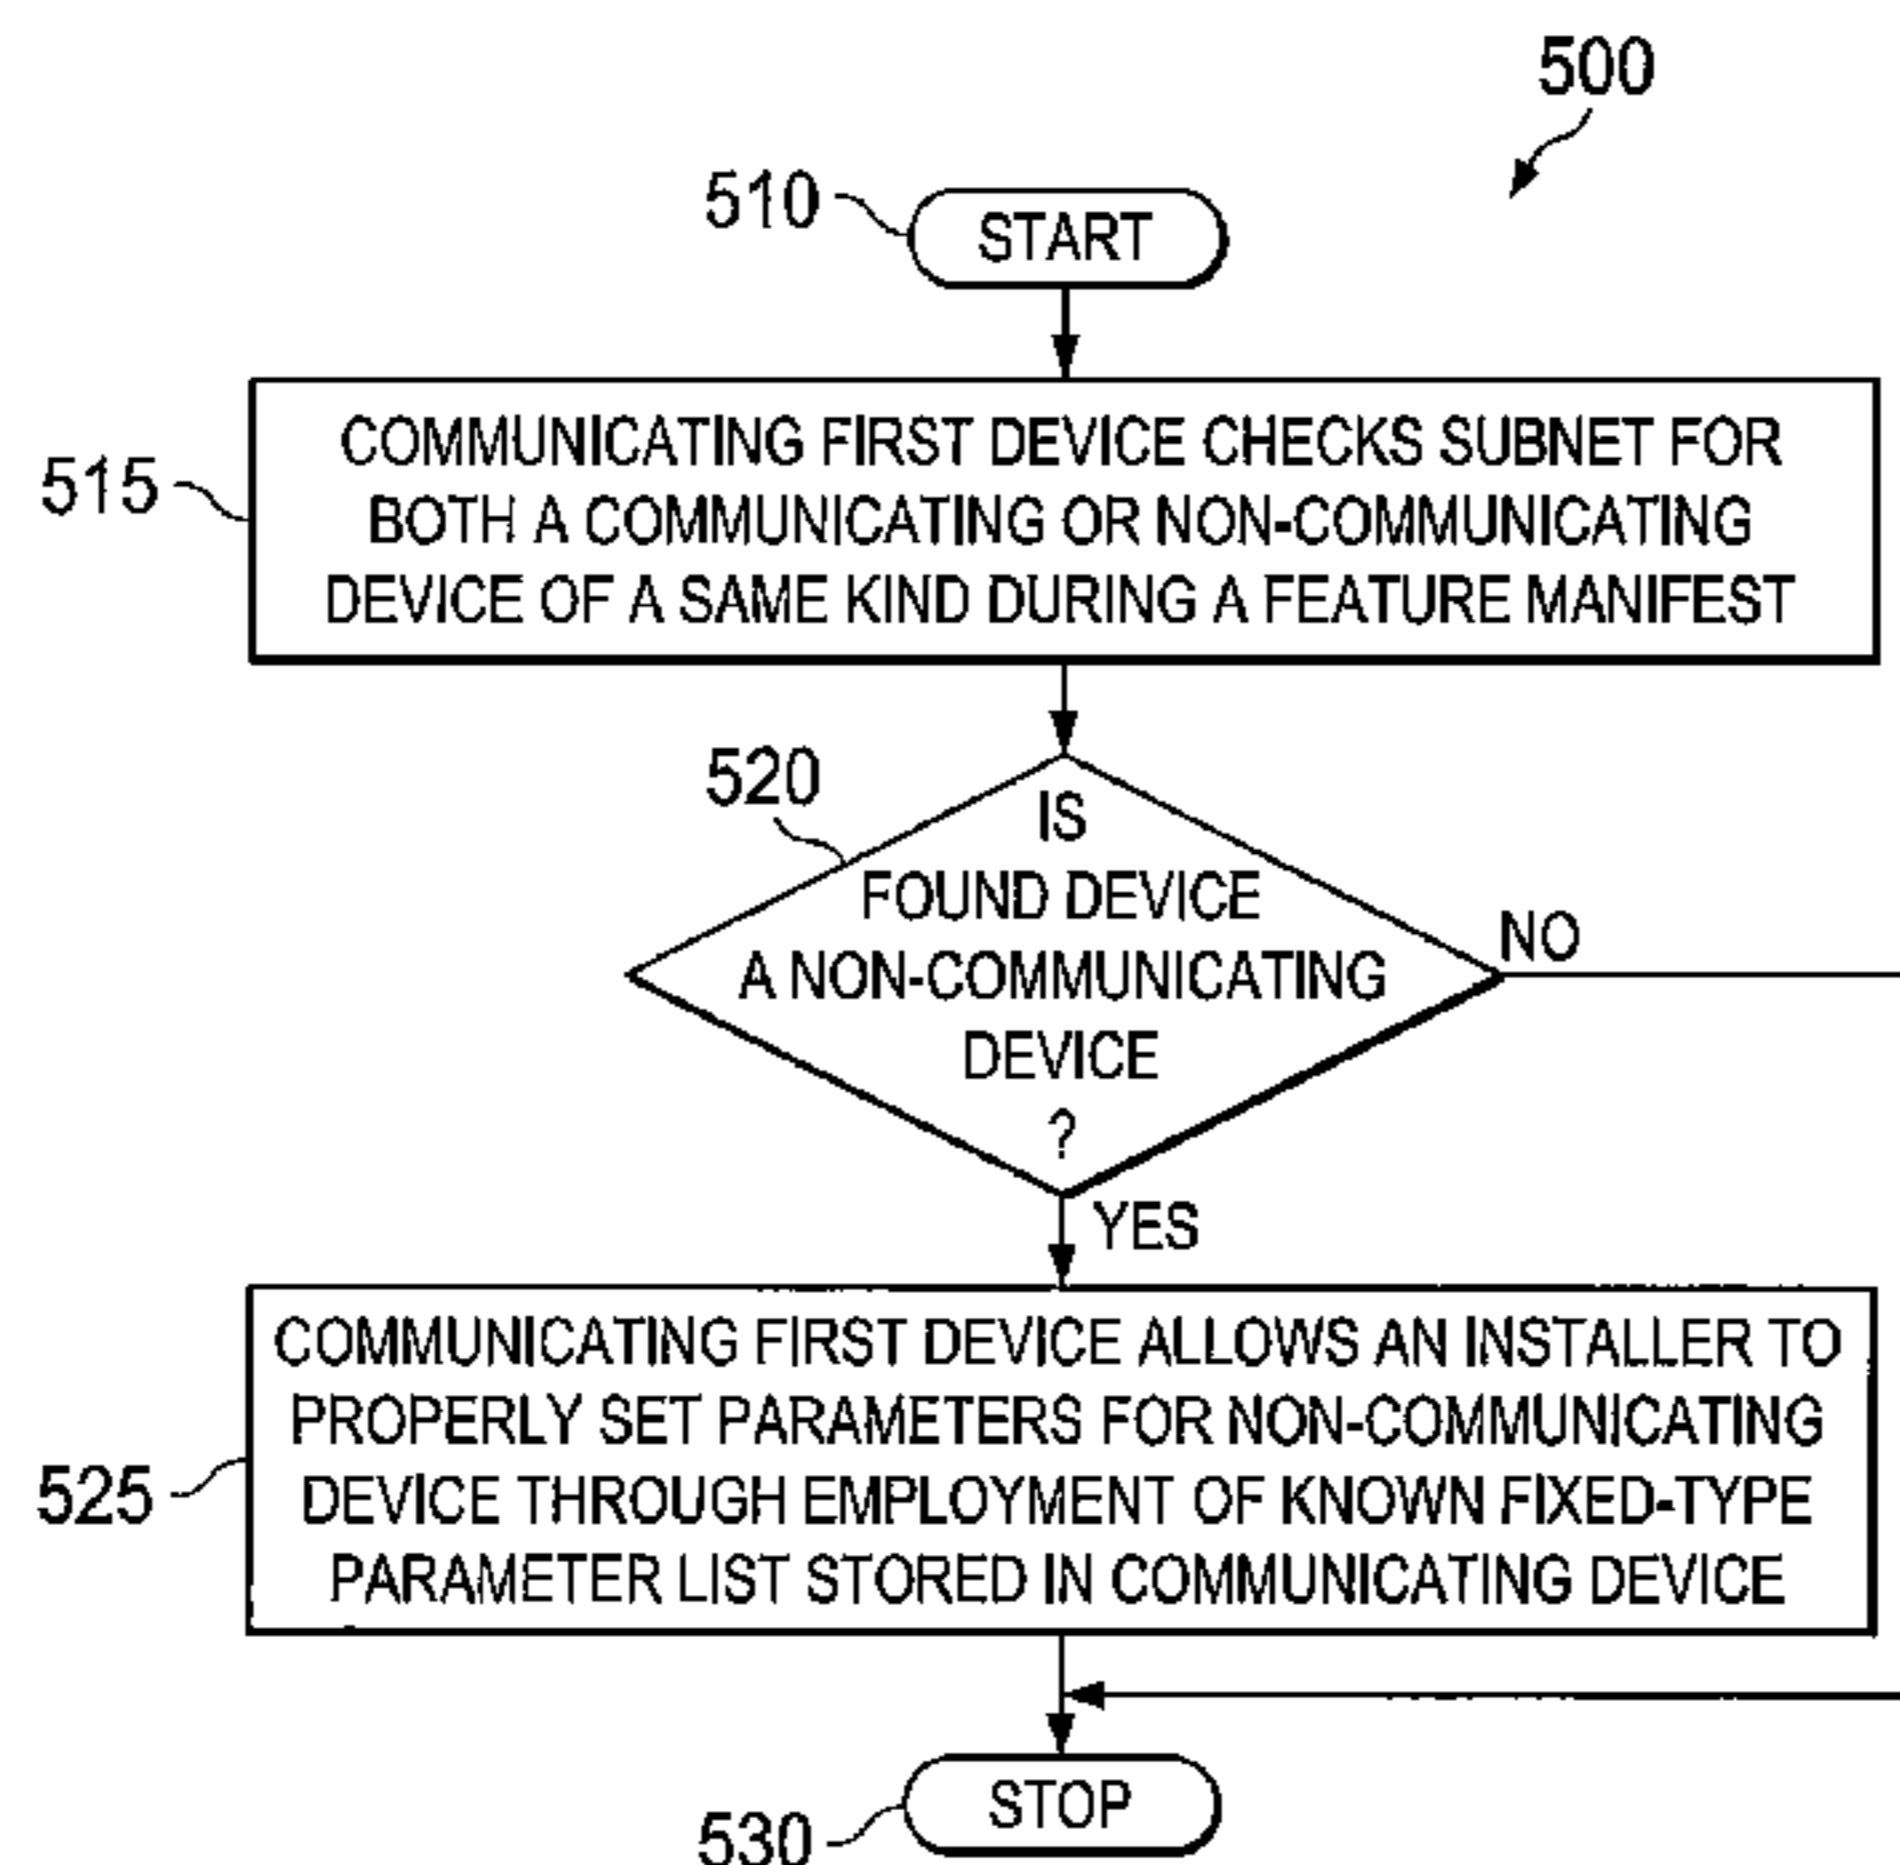 500
510
START
515
COMMUNICATING FIRST DEVICE CHECKS SUBNET FOR
BOTH A COMMUNICATING OR NON-COMMUNICATING
DEVICE OF A SAME KIND DURING A FEATURE MANIFEST
520
IS
FOUND DEVICE
A NON-COMMUNICATING
DEVICE
?
NO
YES
525
COMMUNICATING FIRST DEVICE ALLOWS AN INSTALLER TO
PROPERLY SET PARAMETERS FOR NON-COMMUNICATING
DEVICE THROUGH EMPLOYMENT OF KNOWN FIXED-TYPE
PARAMETER LIST STORED IN COMMUNICATING DEVICE
530
STOP